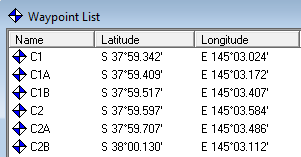 Waypoint List
Name Latitude Longitude
C1 S 37°59.342' E 145°03.024'
C1A S 37°59.409' E 145°03.172'
C1B S 37°59.517' E 145°03.407'
C2 S 37°59.597' E 145°03.584'
C2A S 37°59.707' E 145°03.486'
C2B S 38°00.130' E 145°03.112'